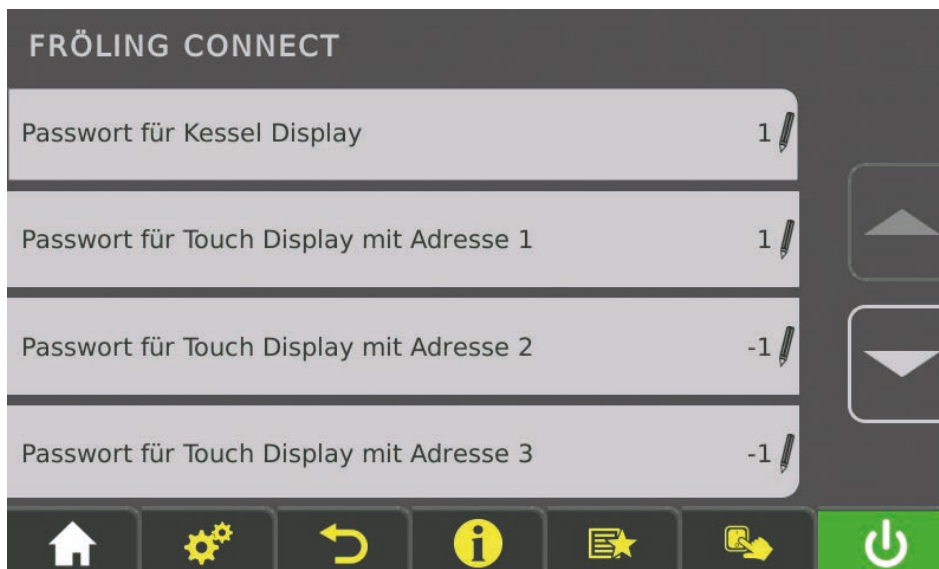 FRÖLING CONNECT
Passwort für Kessel Display 1
Passwort für Touch Display mit Adresse 1 1
Passwort für Touch Display mit Adresse 2 -1
Passwort für Touch Display mit Adresse 3 -1